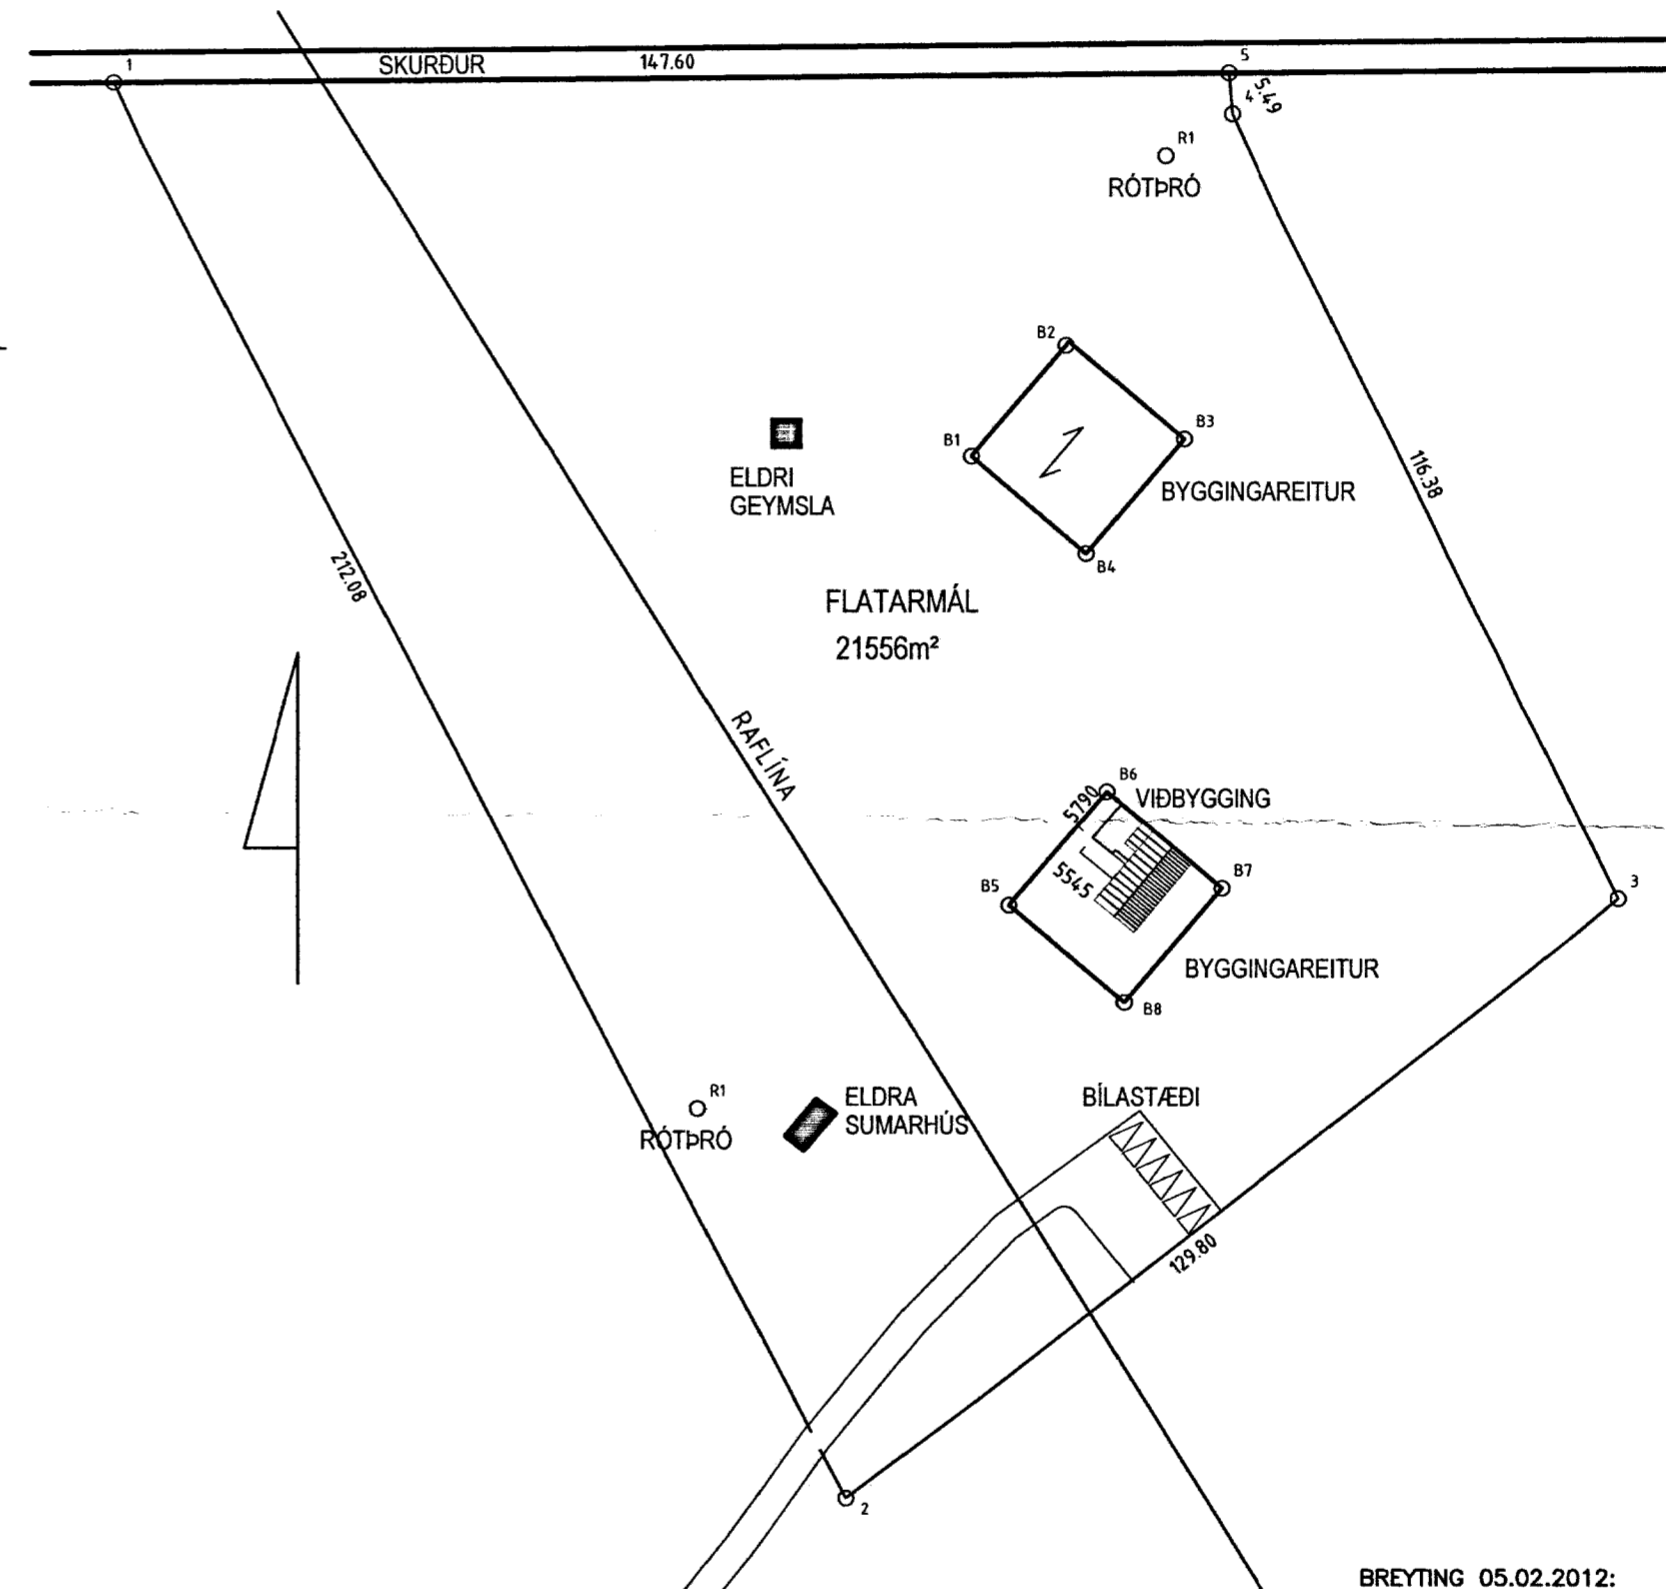 1
SKURÐUR
147.60
5
5.49
4
R1
RÓTÞRÓ
B2
B1
B3
B4
ELDRI
GEYMSLA
BYGGINGAREITUR
116.38
212.08
FLATARMÁL
21556m²
RAFLÍNA
B6
5790
VIÐBYGGING
5545
B5
B7
3
BYGGINGAREITUR
B8
R1
RÓTÞRÓ
ELDRA
SUMARHÚS
BÍLASTÆÐI
129.80
2
BREYTING 05.02.2012: